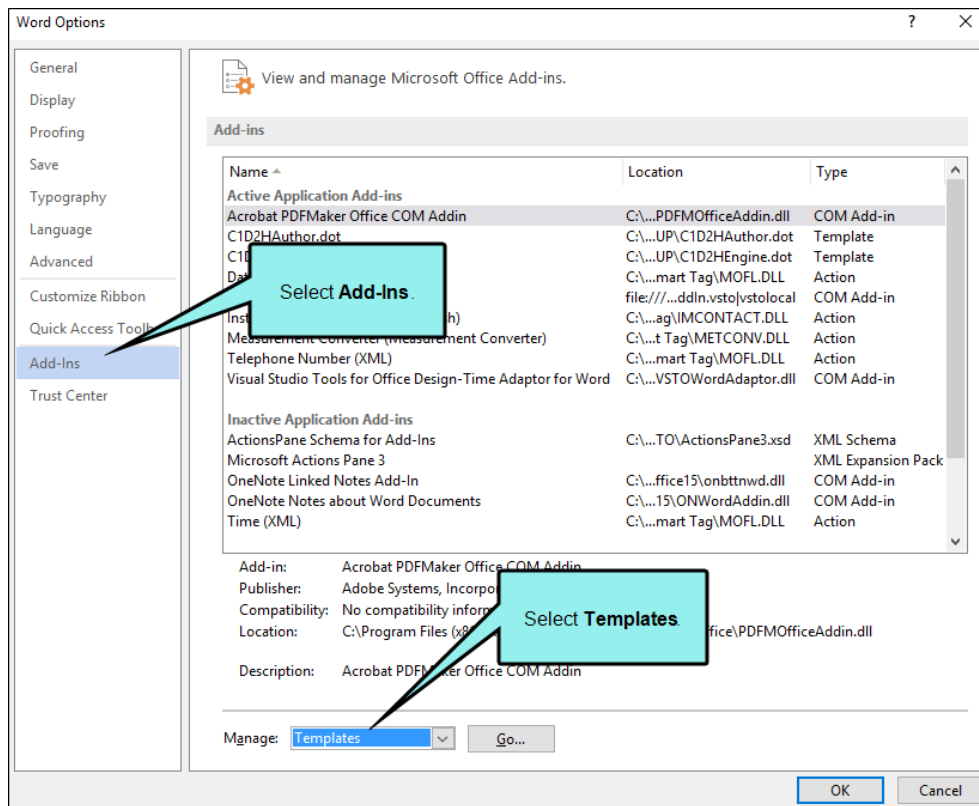 Word Options
?
General
Display
Proofing
Save
Typography
Language
Advanced
Customize Ribbon
Quick Access Toolb
Add-Ins
Trust Center
View and manage Microsoft Office Add-ins.
Add-ins
Name Location Type
Active Application Add-ins
Acrobat PDFMaker Office COM Addin C:\...PDFMOfficeAddin.dll COM Add-in
C1D2HAuthor.dot C:\...UP\C1D2HAuthor.dot Template
C1D C:\...UP\C1D2HEngine.dot Template
Dat C:\...mart Tag\MOFL.DLL Action
file:///...ddIn.vsto|vstolocal COM Add-in
Inst C:\...ag\IMCONTACT.DLL Action
Measurement Converter (Measurement Converter) C:\...t Tag\METCONV.DLL Action
Telephone Number (XML) C:\...mart Tag\MOFL.DLL Action
Visual Studio Tools for Office Design-Time Adaptor for Word C:\...VSTOWordAdaptor.dll COM Add-in
Inactive Application Add-ins
ActionsPane Schema for Add-Ins C:\...TO\ActionsPane3.xsd XML Schema
Microsoft Actions Pane 3 XML Expansion Pack
OneNote Linked Notes Add-In C:\...ffice15\onbttnwd.dll COM Add-in
OneNote Notes about Word Documents C:\...15\ONWordAddin.dll COM Add-in
Time (XML) C:\...mart Tag\MOFL.DLL Action
Select Add-Ins.
Add-in: Acrobat PDFMaker Office COM Addin
Publisher: Adobe Systems, Incorpo
Compatibility: No compatibility inform
Location: C:\Program Files (x8 fice\PDFMOfficeAddin.dll
Description: Acrobat PDFMaker Office COM Addin
Select Templates.
Manage: Templates Go...
OK Cancel